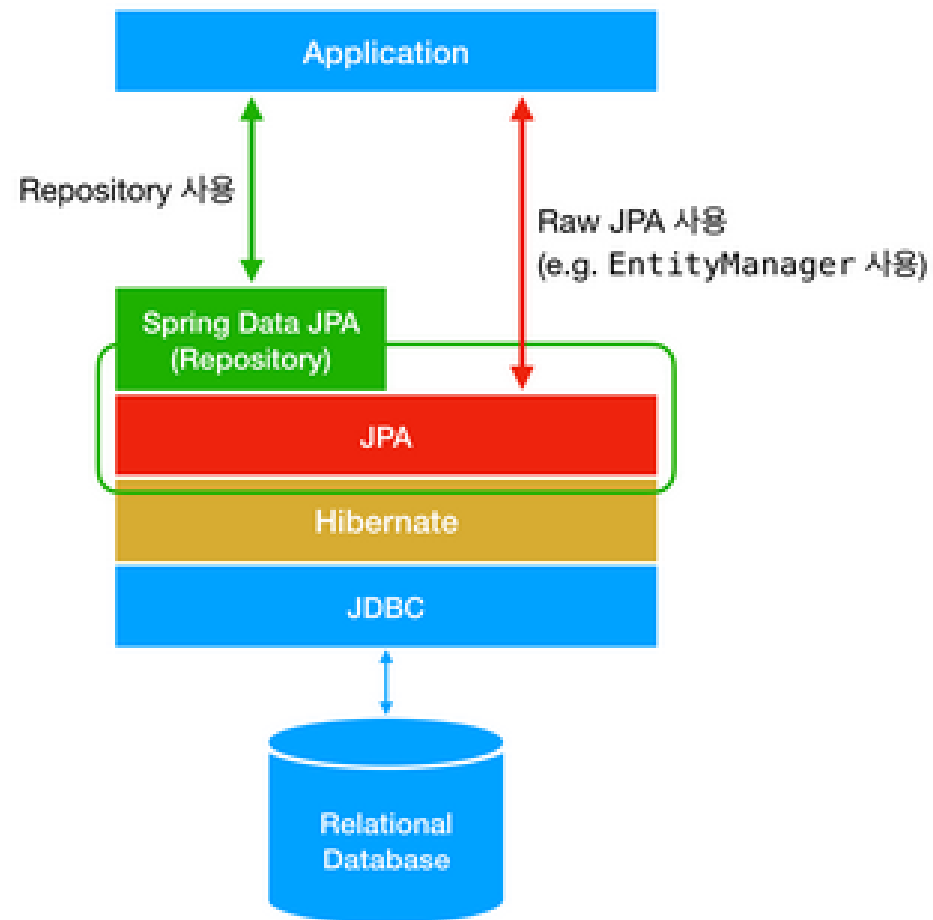 Application
Repository 사용
Raw JPA 사용
(e.g. EntityManager 사용)
Spring Data JPA
(Repository)
JPA
Hibernate
JDBC
Relational
Database